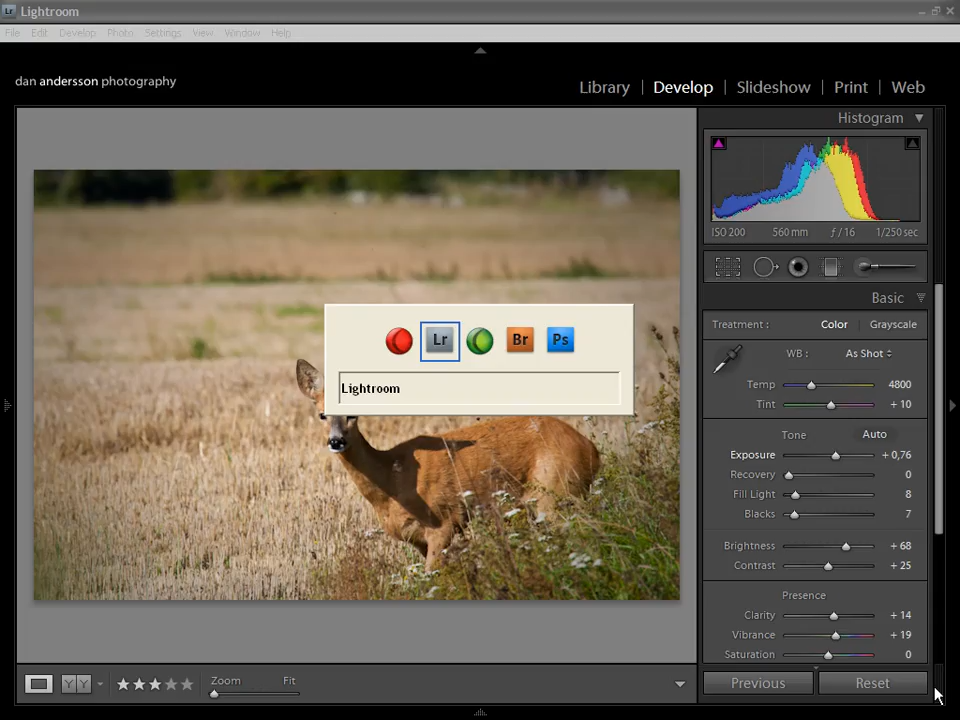 Lr Lightroom
File Edit Develop Photo Settings View Window Help
dan andersson photography
Library | Develop | Slideshow | Print | Web
Histogram
ISO 200 560 mm ƒ / 16 1/250 sec
Basic
Treatment : Color Grayscale
WB : As Shot
Temp 4800
Tint + 10
Tone Auto
Exposure + 0,76
Recovery 0
Fill Light 8
Blacks 7
Brightness + 68
Contrast + 25
Presence
Clarity + 14
Vibrance + 19
Saturation 0
Lr Br Ps
Lightroom
YY Zoom Fit
Previous Reset